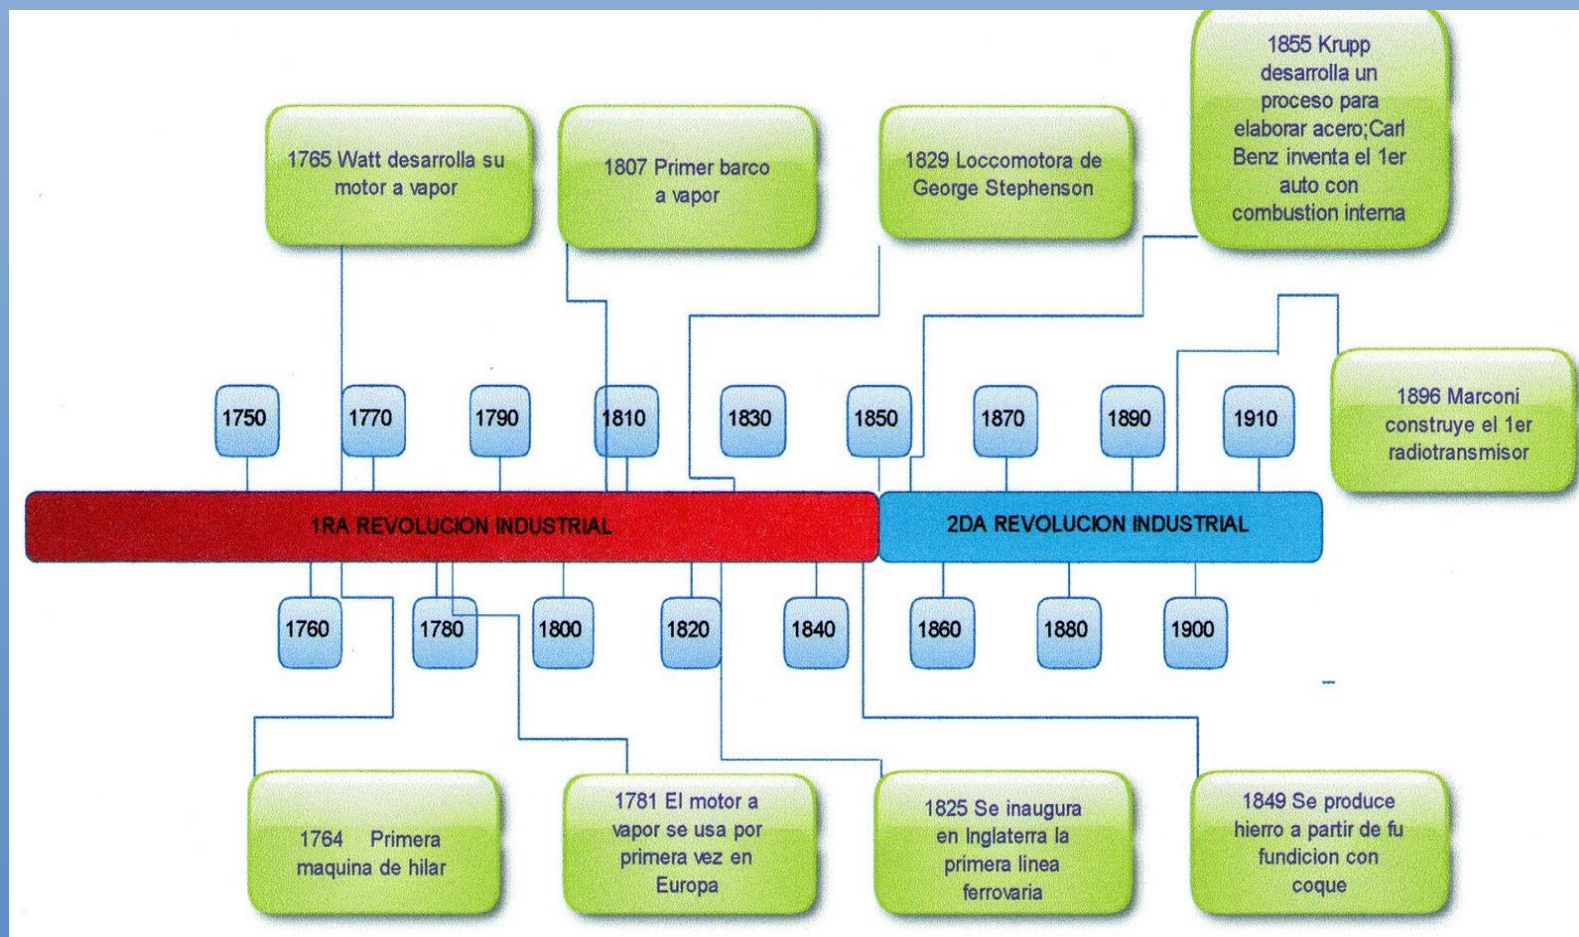 1855 Krupp
desarrolla un
proceso para
elaborar acero;Carl
Benz inventa el 1er
auto con
combustion interna
1765 Watt desarrolla su
motor a vapor
1807 Primer barco
a vapor
1829 Loccomotora de
George Stephenson
1750
1770
1790
1810
1830
1850
1870
1890
1910
1896 Marconi
construye el 1er
radiotransmisor
1RA REVOLUCION INDUSTRIAL
2DA REVOLUCION INDUSTRIAL
1760
1780
1800
1820
1840
1860
1880
1900
1764 Primera
maquina de hilar
1781 El motor a
vapor se usa por
primera vez en
Europa
1825 Se inaugura
en Inglaterra la
primera linea
ferrovaria
1849 Se produce
hierro a partir de fu
fundicion con
coque